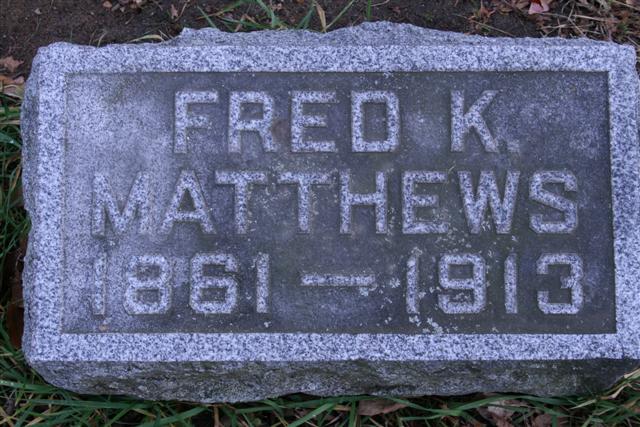 FRED K.
MATTHEWS
1861 — 1913